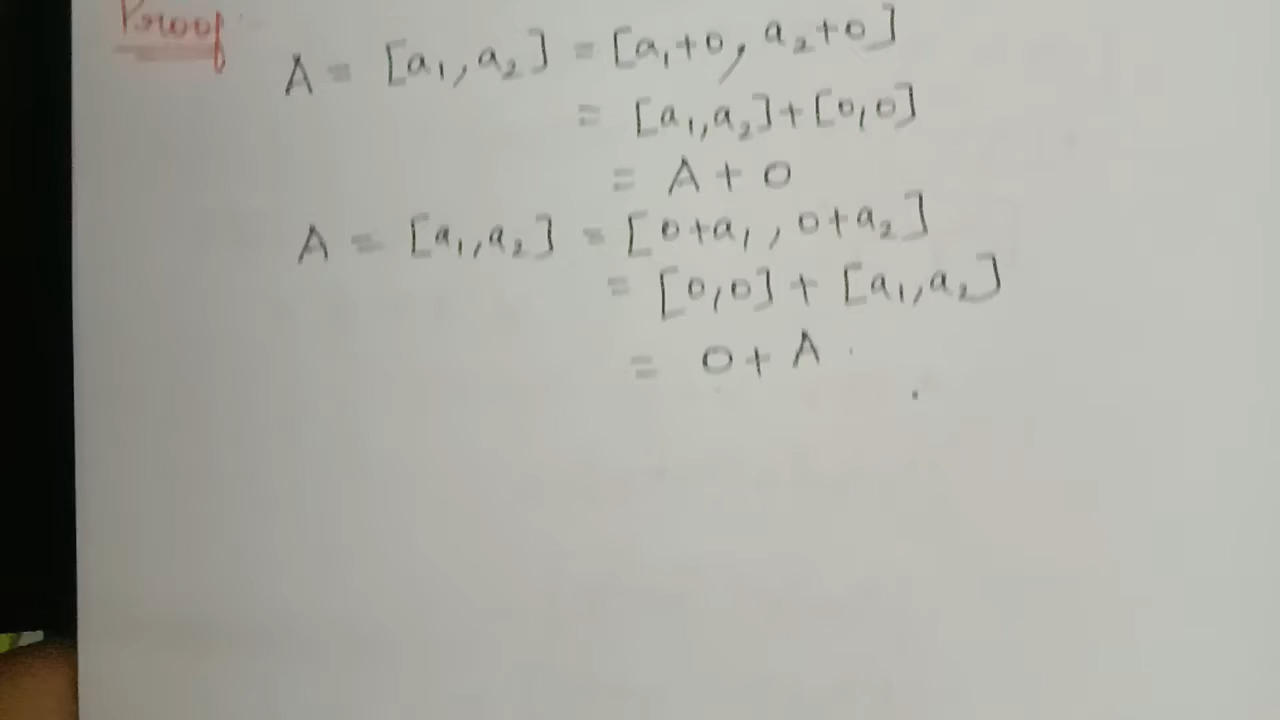 Proof
A = [a₁, a₂] = [a₁+0, a₂+0]
= [a₁, a₂]+[0,0]
= A + 0
A = [a₁, a₂] = [0+a₁, 0+a₂]
= [0,0] + [a₁, a₂]
= 0 + A.